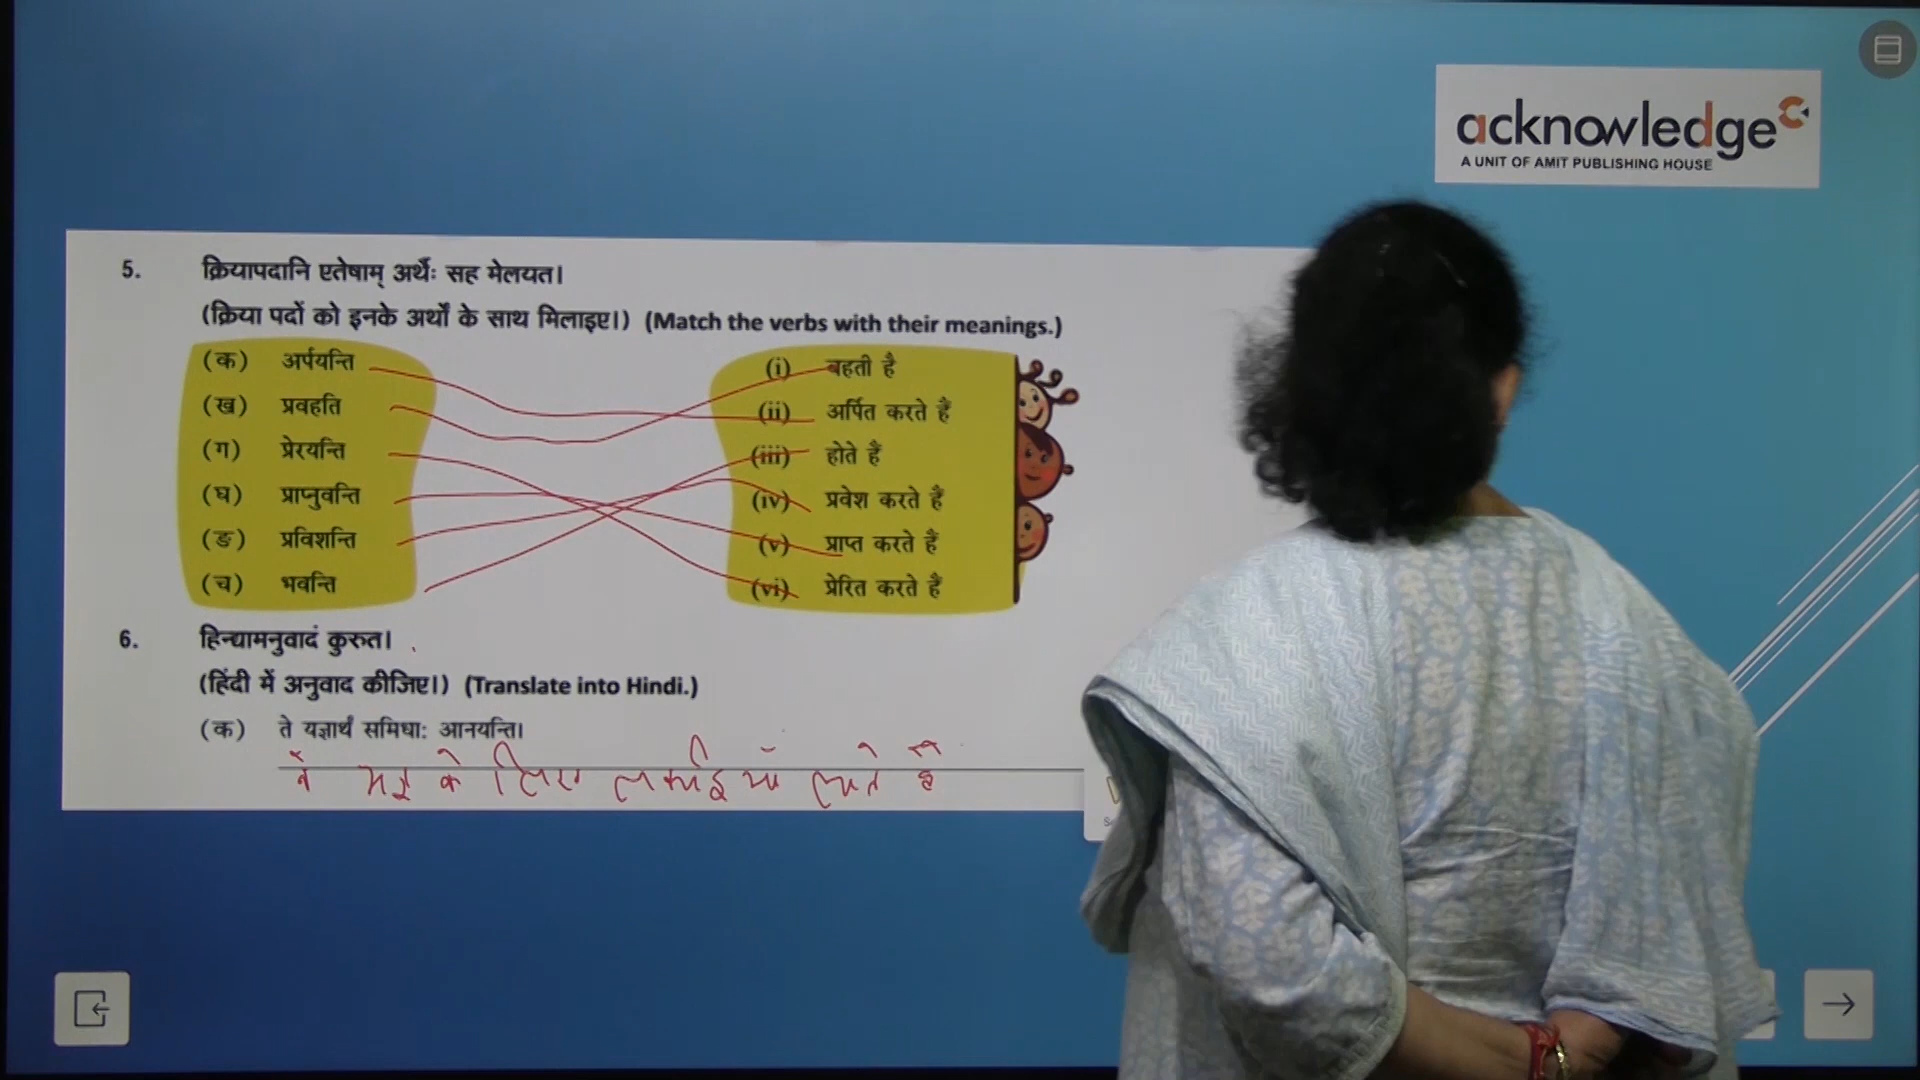 acknowledge
A UNIT OF AMIT PUBLISHING HOUSE
5. क्रियापदानि एतेषाम् अर्थैः सह मेलयत।
(क्रिया पदों को इनके अर्थों के साथ मिलाइए।) (Match the verbs with their meanings.)
(क) अर्पयन्ति (i) बहती है
(ख) प्रवहति (ii) अर्पित करते हैं
(ग) प्रेरयन्ति (iii) होते हैं
(घ) प्राप्नुवन्ति (iv) प्रवेश करते हैं
(ङ) प्रविशन्ति (v) प्राप्त करते हैं
(च) भवन्ति (vi) प्रेरित करते हैं
6. हिन्द्यामनुवादं कुरुत।
(हिंदी में अनुवाद कीजिए।) (Translate into Hindi.)
(क) ते यज्ञार्थं समिधाः आनयन्ति।
वे के लिए लकड़ियाँ लाते हैं